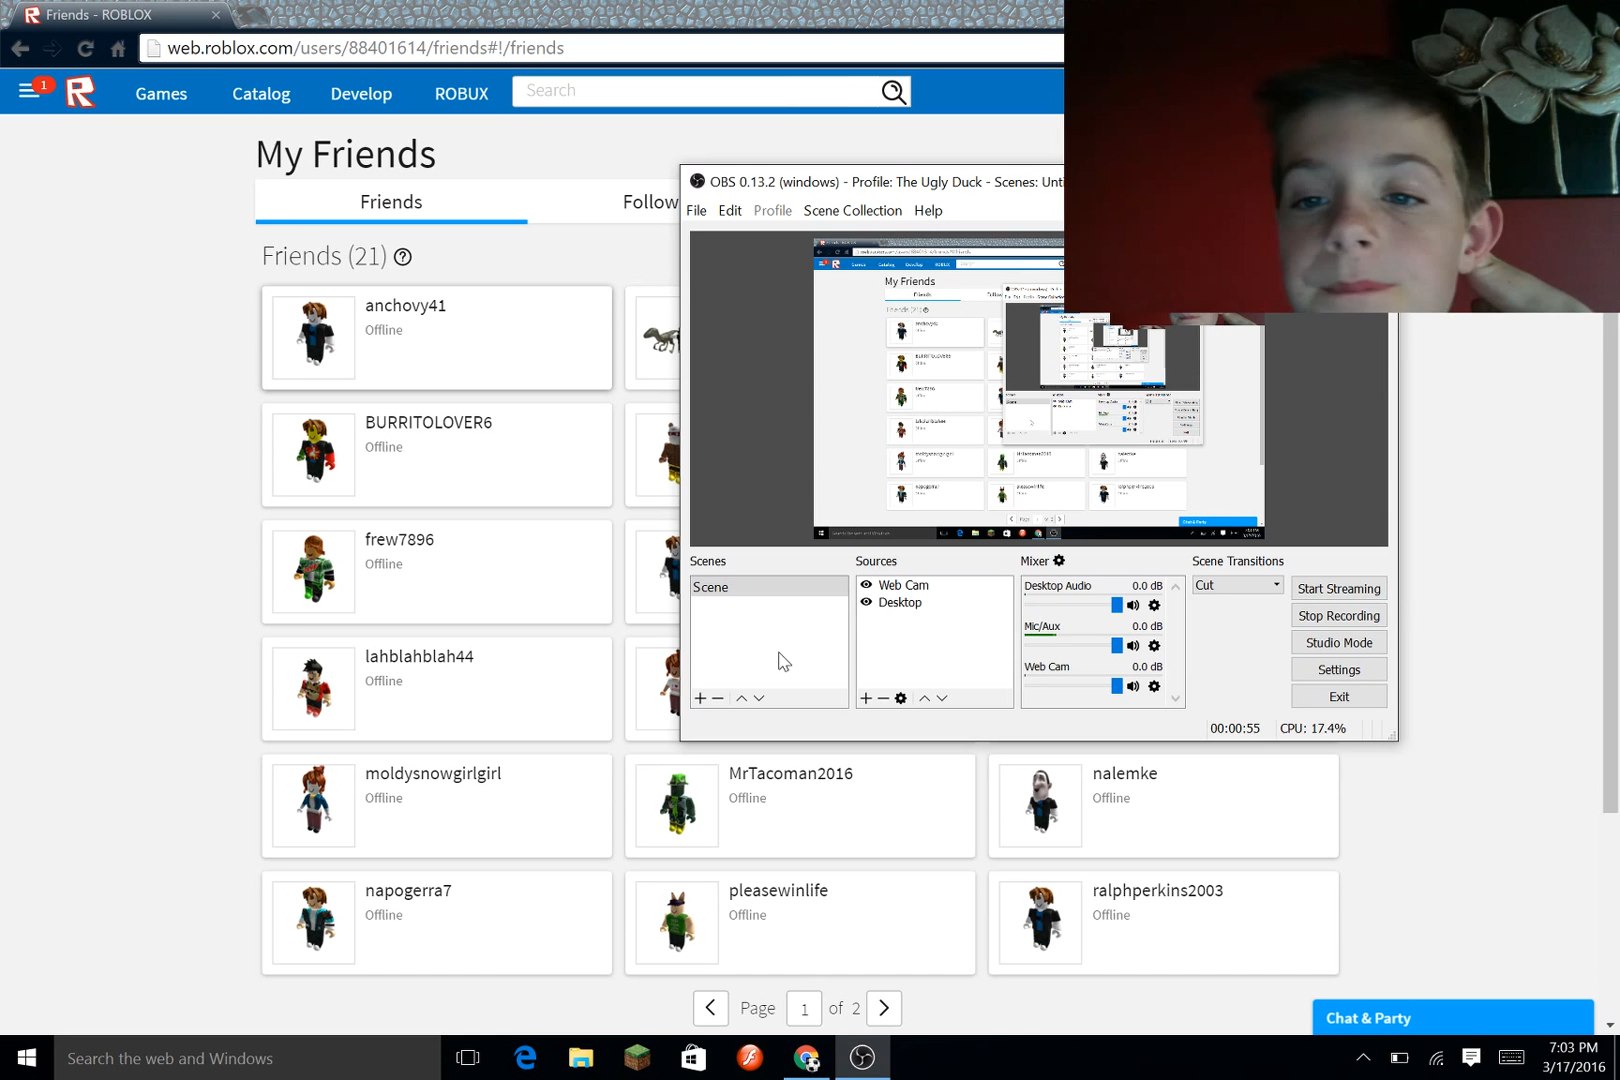 Friends - ROBLOX
web.roblox.com/users/88401614/friends#!/friends
1
Games
Catalog
Develop
ROBUX
Search
My Friends
Friends
Follow
Friends (21)
anchovy41
Offline
BURRITOLOVER6
Offline
frew7896
Offline
lahblahblah44
Offline
moldysnowgirlgirl
Offline
MrTacoman2016
Offline
nalemke
Offline
napogerra7
Offline
pleasewinlife
Offline
ralphperkins2003
Offline
Page 1 of 2
Chat & Party
OBS 0.13.2 (windows) - Profile: The Ugly Duck - Scenes: Unti
File
Edit
Profile
Scene Collection
Help
My Friends
Scenes
Scene
Sources
Web Cam
Desktop
Mixer
Desktop Audio 0.0 dB
Mic/Aux 0.0 dB
Web Cam 0.0 dB
Scene Transitions
Cut
Start Streaming
Stop Recording
Studio Mode
Settings
Exit
00:00:55
CPU: 17.4%
Search the web and Windows
7:03 PM
3/17/2016